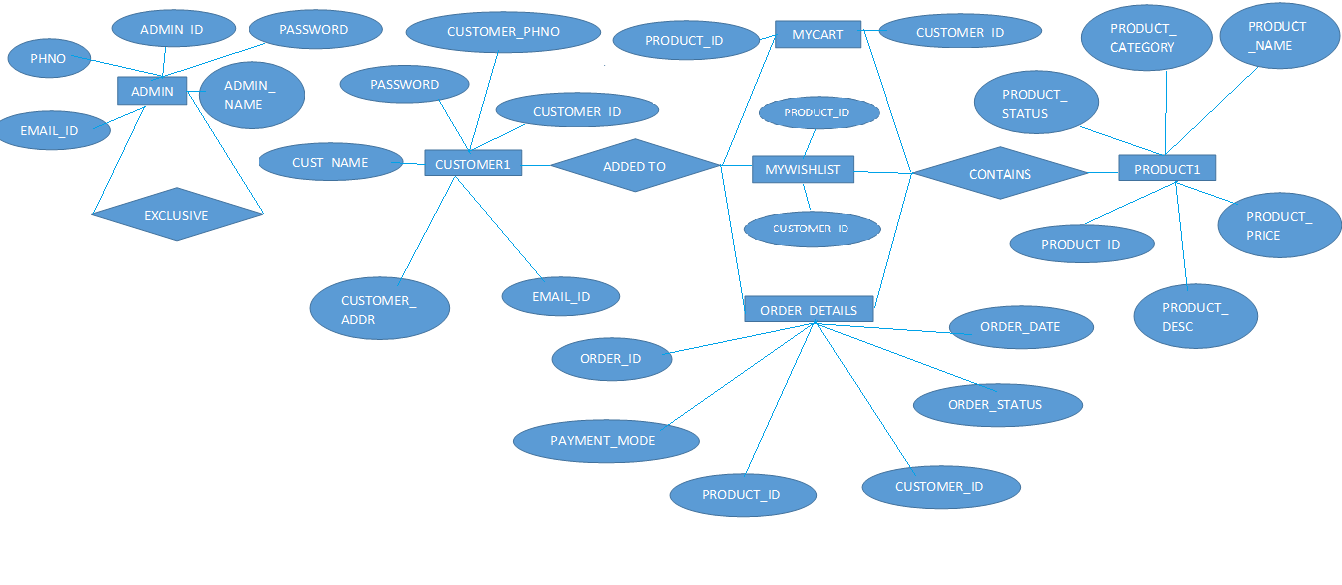 ADMIN_ID
PASSWORD
PHNO
ADMIN
ADMIN_
NAME
EMAIL_ID
EXCLUSIVE
CUSTOMER_PHNO
PASSWORD
CUSTOMER_ID
CUST_NAME
CUSTOMER1
CUSTOMER_
ADDR
EMAIL_ID
ADDED TO
PRODUCT_ID
MYCART
CUSTOMER_ID
PRODUCT_ID
MYWISHLIST
CUSTOMER_ID
CONTAINS
PRODUCT_
CATEGORY
PRODUCT
_NAME
PRODUCT_
STATUS
PRODUCT1
PRODUCT_ID
PRODUCT_
PRICE
PRODUCT_
DESC
ORDER_DETAILS
ORDER_DATE
ORDER_ID
ORDER_STATUS
PAYMENT_MODE
PRODUCT_ID
CUSTOMER_ID